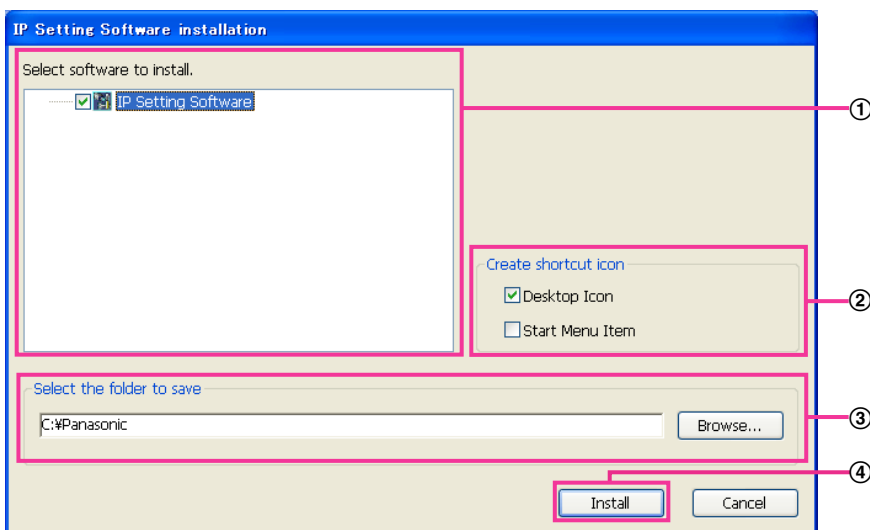 IP Setting Software installation
Select software to install.
IP Setting Software
①
Create shortcut icon
Desktop Icon
Start Menu Item
②
Select the folder to save
C:¥Panasonic
Browse...
③
④
Install
Cancel